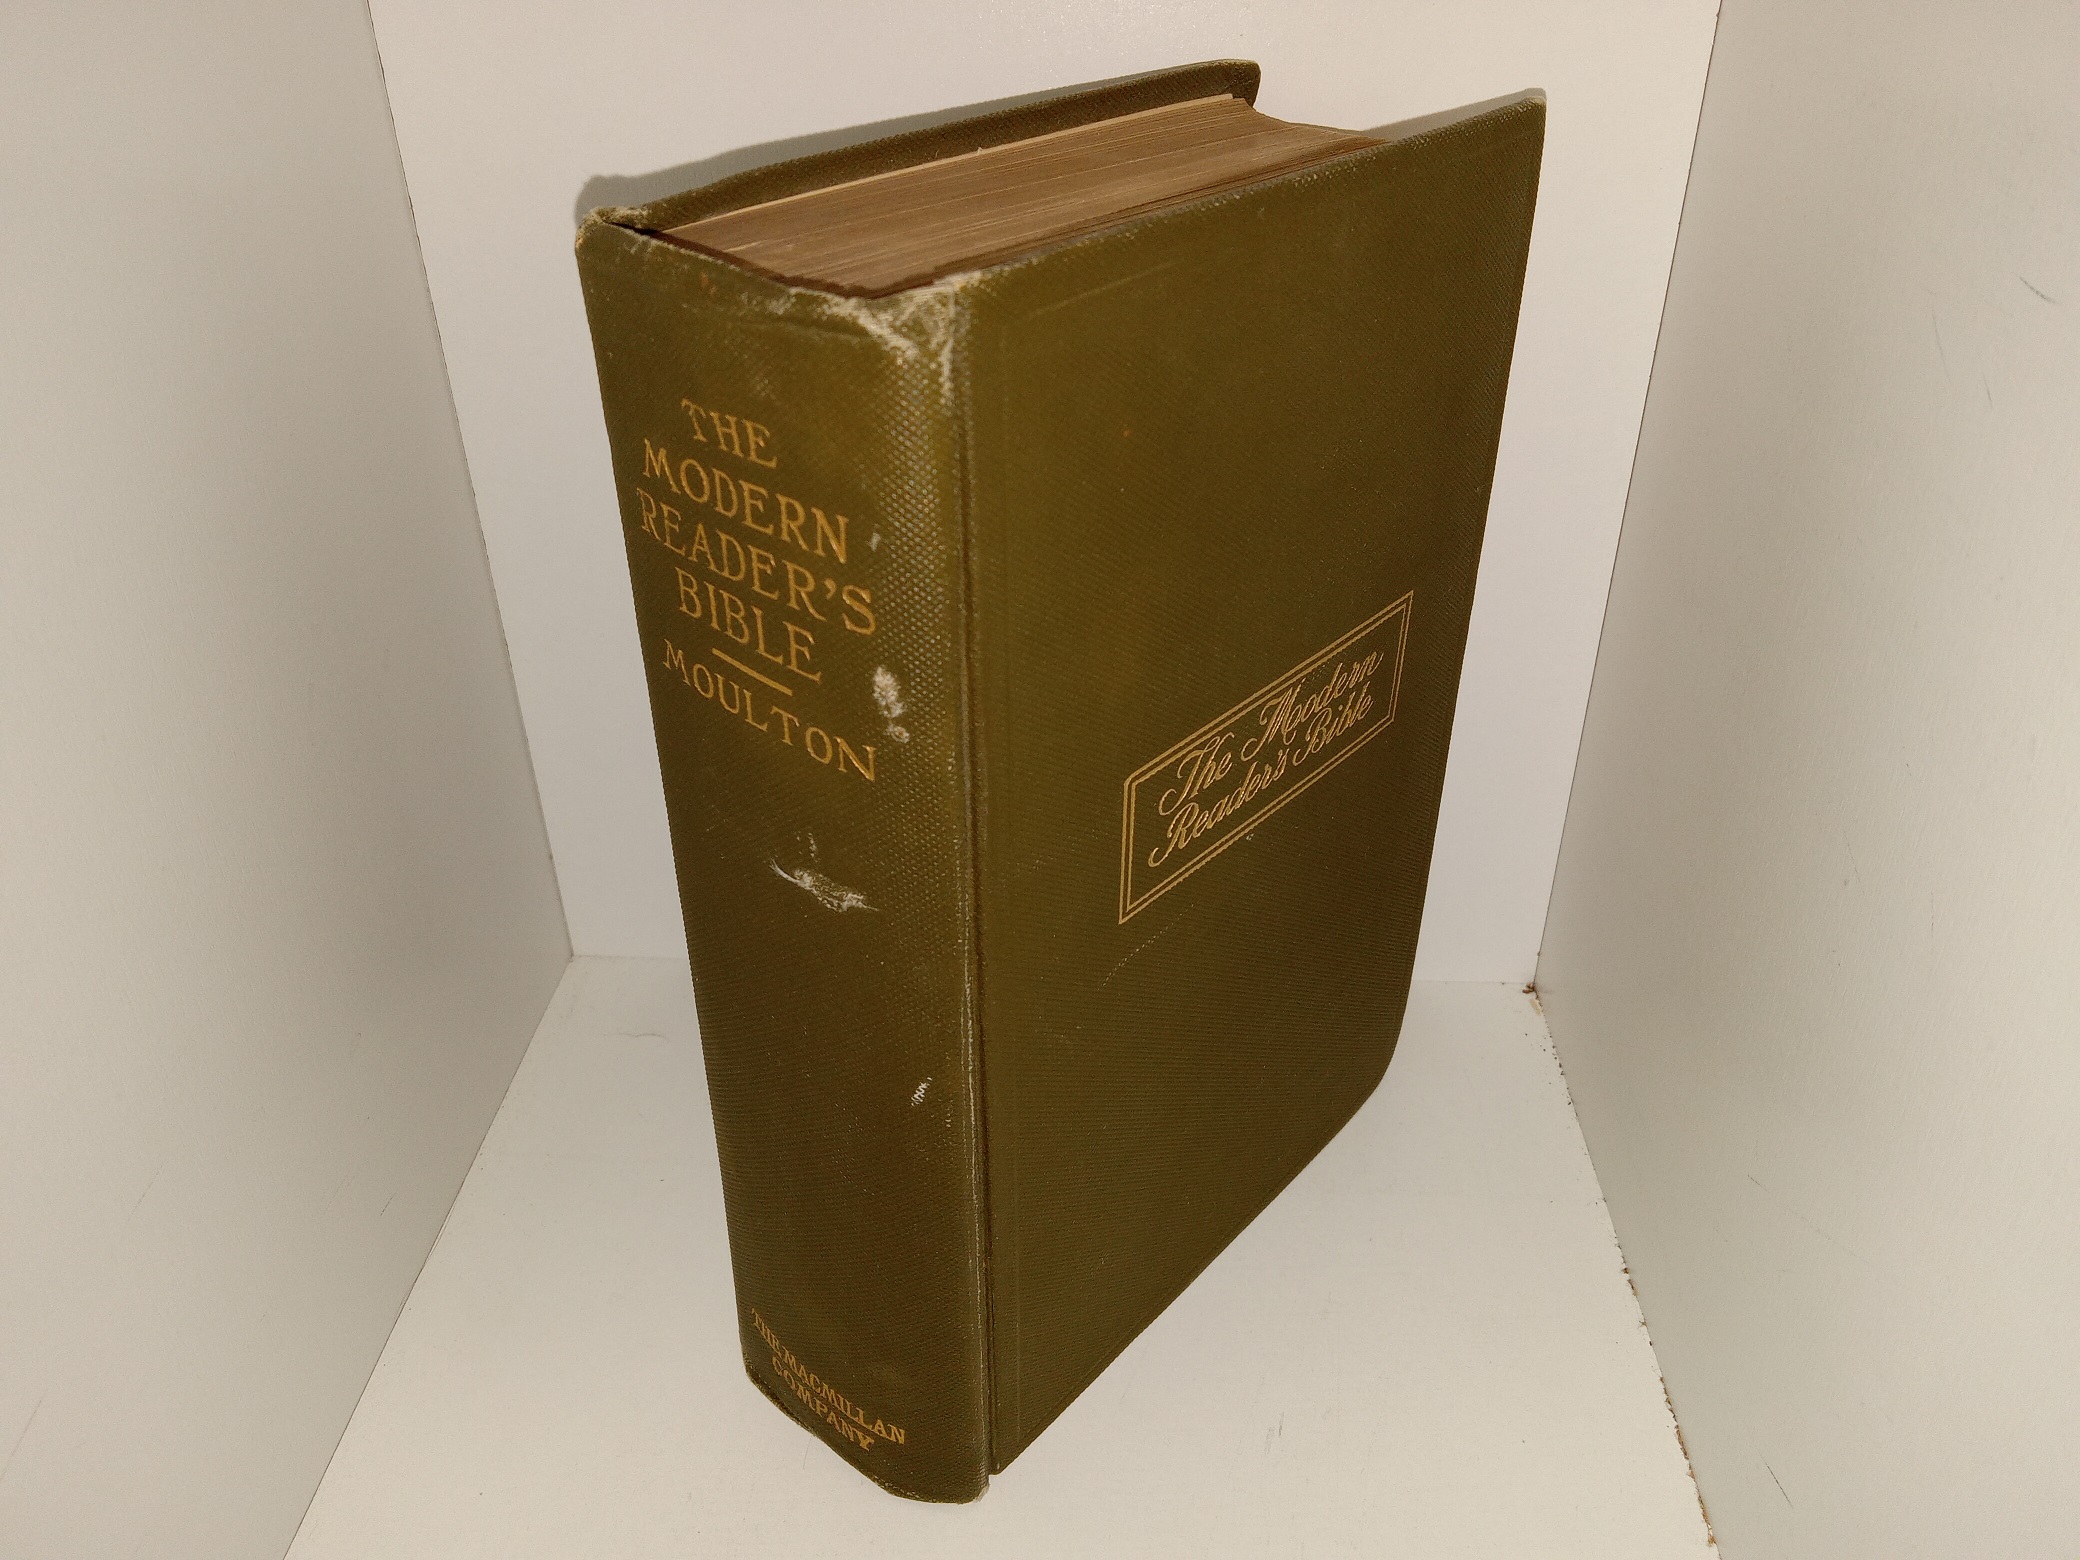 THE
MODERN
READER'S
BIBLE
MOULTON
THE MACMILLAN
COMPANY
The Modern
Reader's Bible